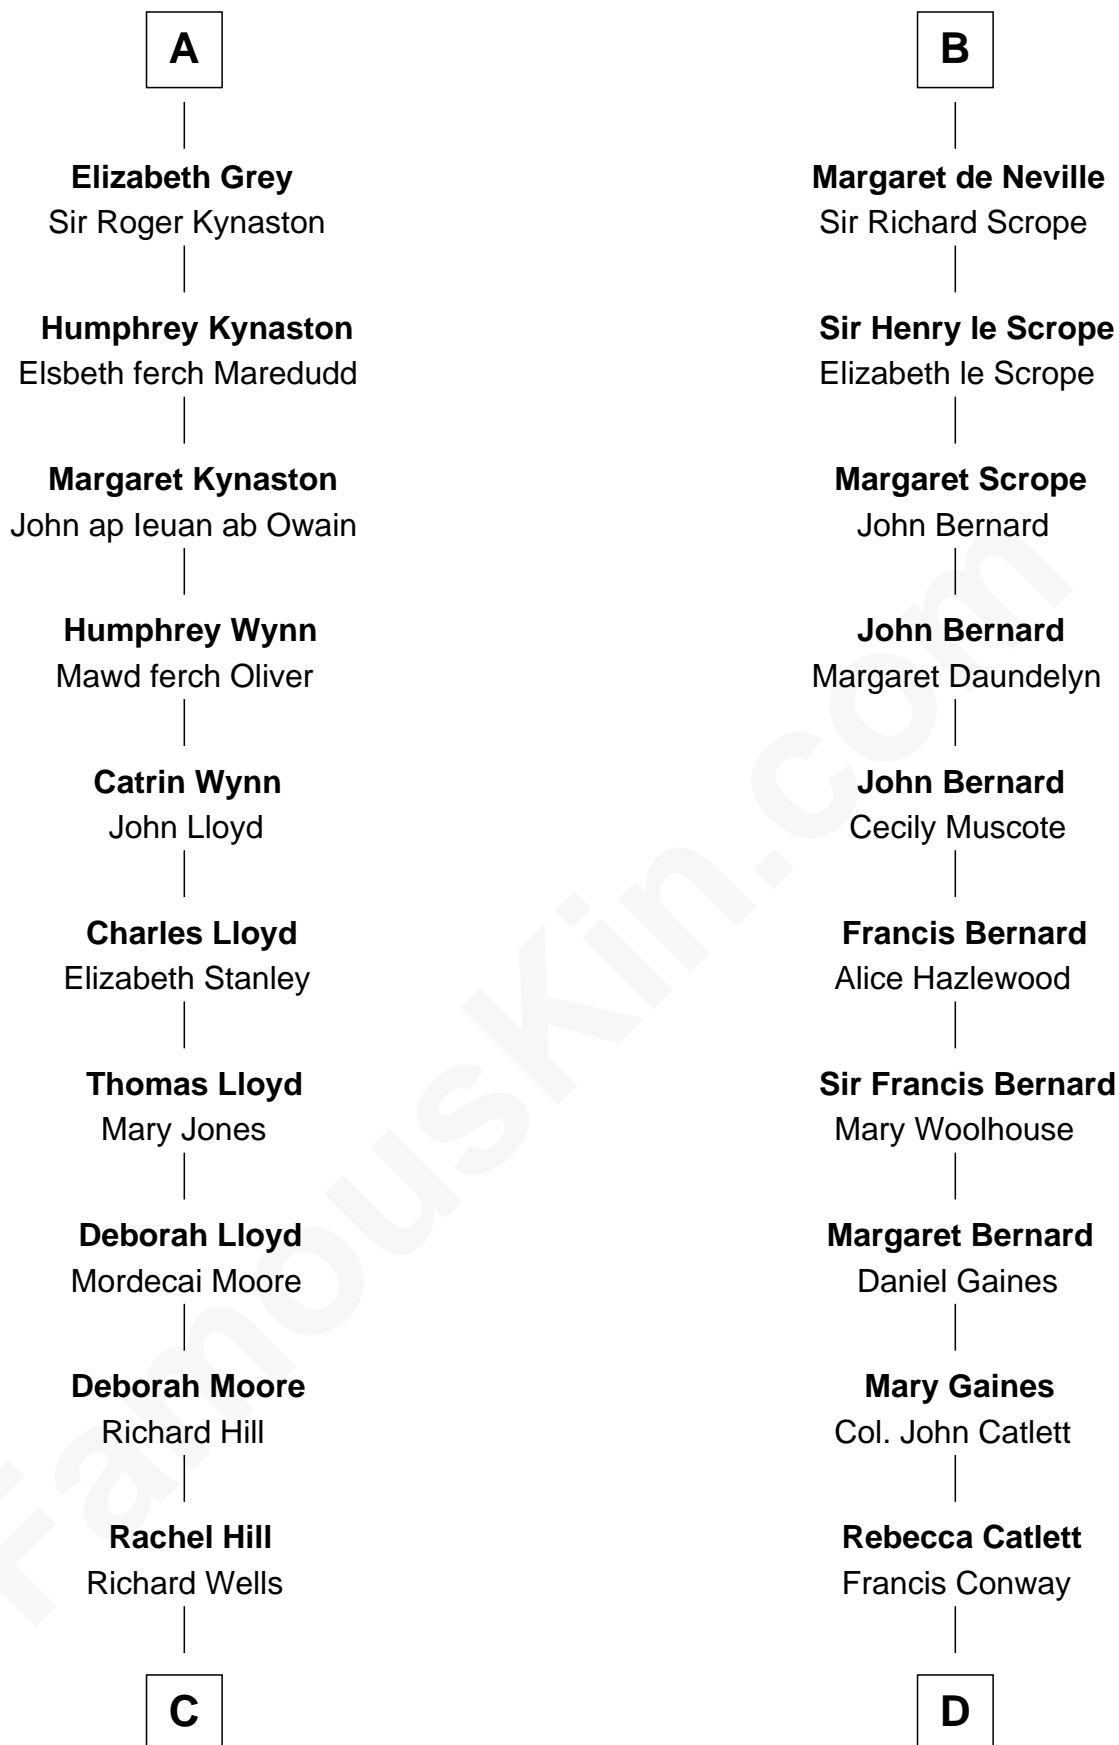 A
Elizabeth Grey
Sir Roger Kynaston
Humphrey Kynaston
Elsbeth ferch Maredudd
Margaret Kynaston
John ap Ieuan ab Owain
Humphrey Wynn
Mawd ferch Oliver
Catrin Wynn
John Lloyd
Charles Lloyd
Elizabeth Stanley
Thomas Lloyd
Mary Jones
Deborah Lloyd
Mordecai Moore
Deborah Moore
Richard Hill
Rachel Hill
Richard Wells
C
B
Margaret de Neville
Sir Richard Scrope
Sir Henry le Scrope
Elizabeth le Scrope
Margaret Scrope
John Bernard
John Bernard
Margaret Daundelyn
John Bernard
Cecily Muscote
Francis Bernard
Alice Hazlewood
Sir Francis Bernard
Mary Woolhouse
Margaret Bernard
Daniel Gaines
Mary Gaines
Col. John Catlett
Rebecca Catlett
Francis Conway
D
FamousKin.com